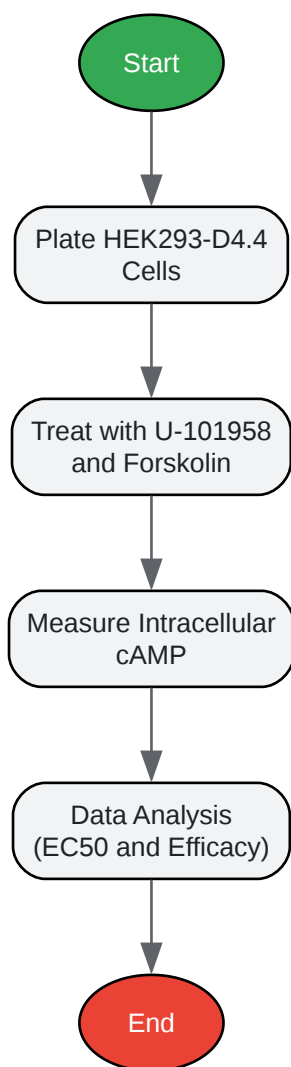 Start
Plate HEK293-D4.4
Cells
Treat with U-101958
and Forskolin
Measure Intracellular
cAMP
Data Analysis
(EC50 and Efficacy)
End